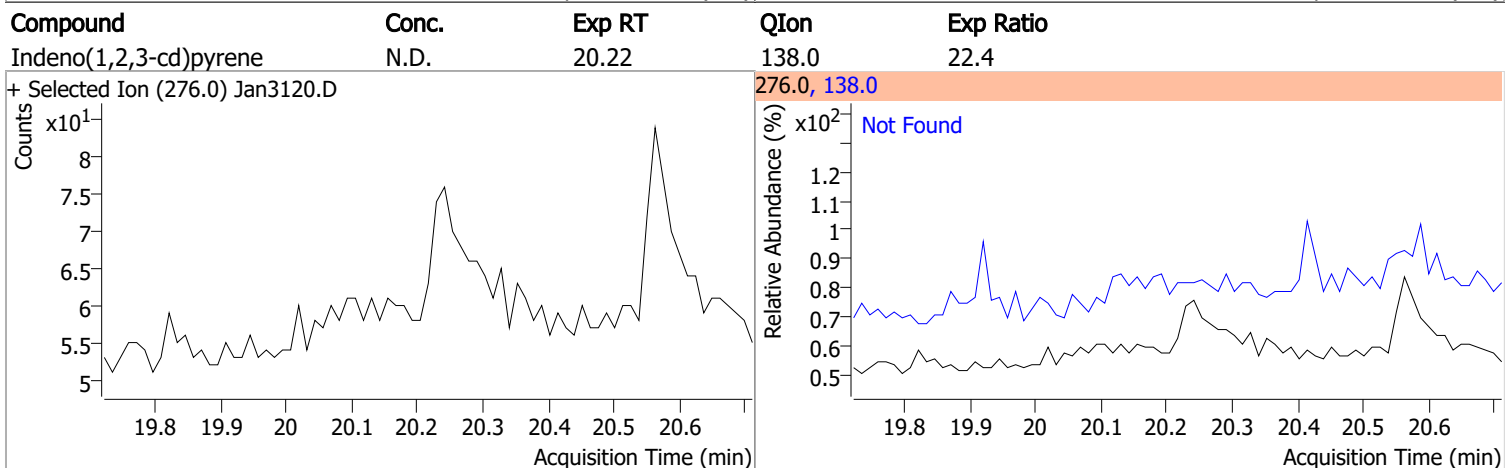 Compound Conc. Exp RT QIon Exp Ratio
Indeno(1,2,3-cd)pyrene N.D. 20.22 138.0 22.4
+ Selected Ion (276.0) Jan3120.D
Counts
x10¹
8
7.5
7
6.5
6
5.5
5
19.8 19.9 20 20.1 20.2 20.3 20.4 20.5 20.6
Acquisition Time (min)
276.0, 138.0
Relative Abundance (%)
x10²
Not Found
1.2
1.1
1
0.9
0.8
0.7
0.6
0.5
19.8 19.9 20 20.1 20.2 20.3 20.4 20.5 20.6
Acquisition Time (min)